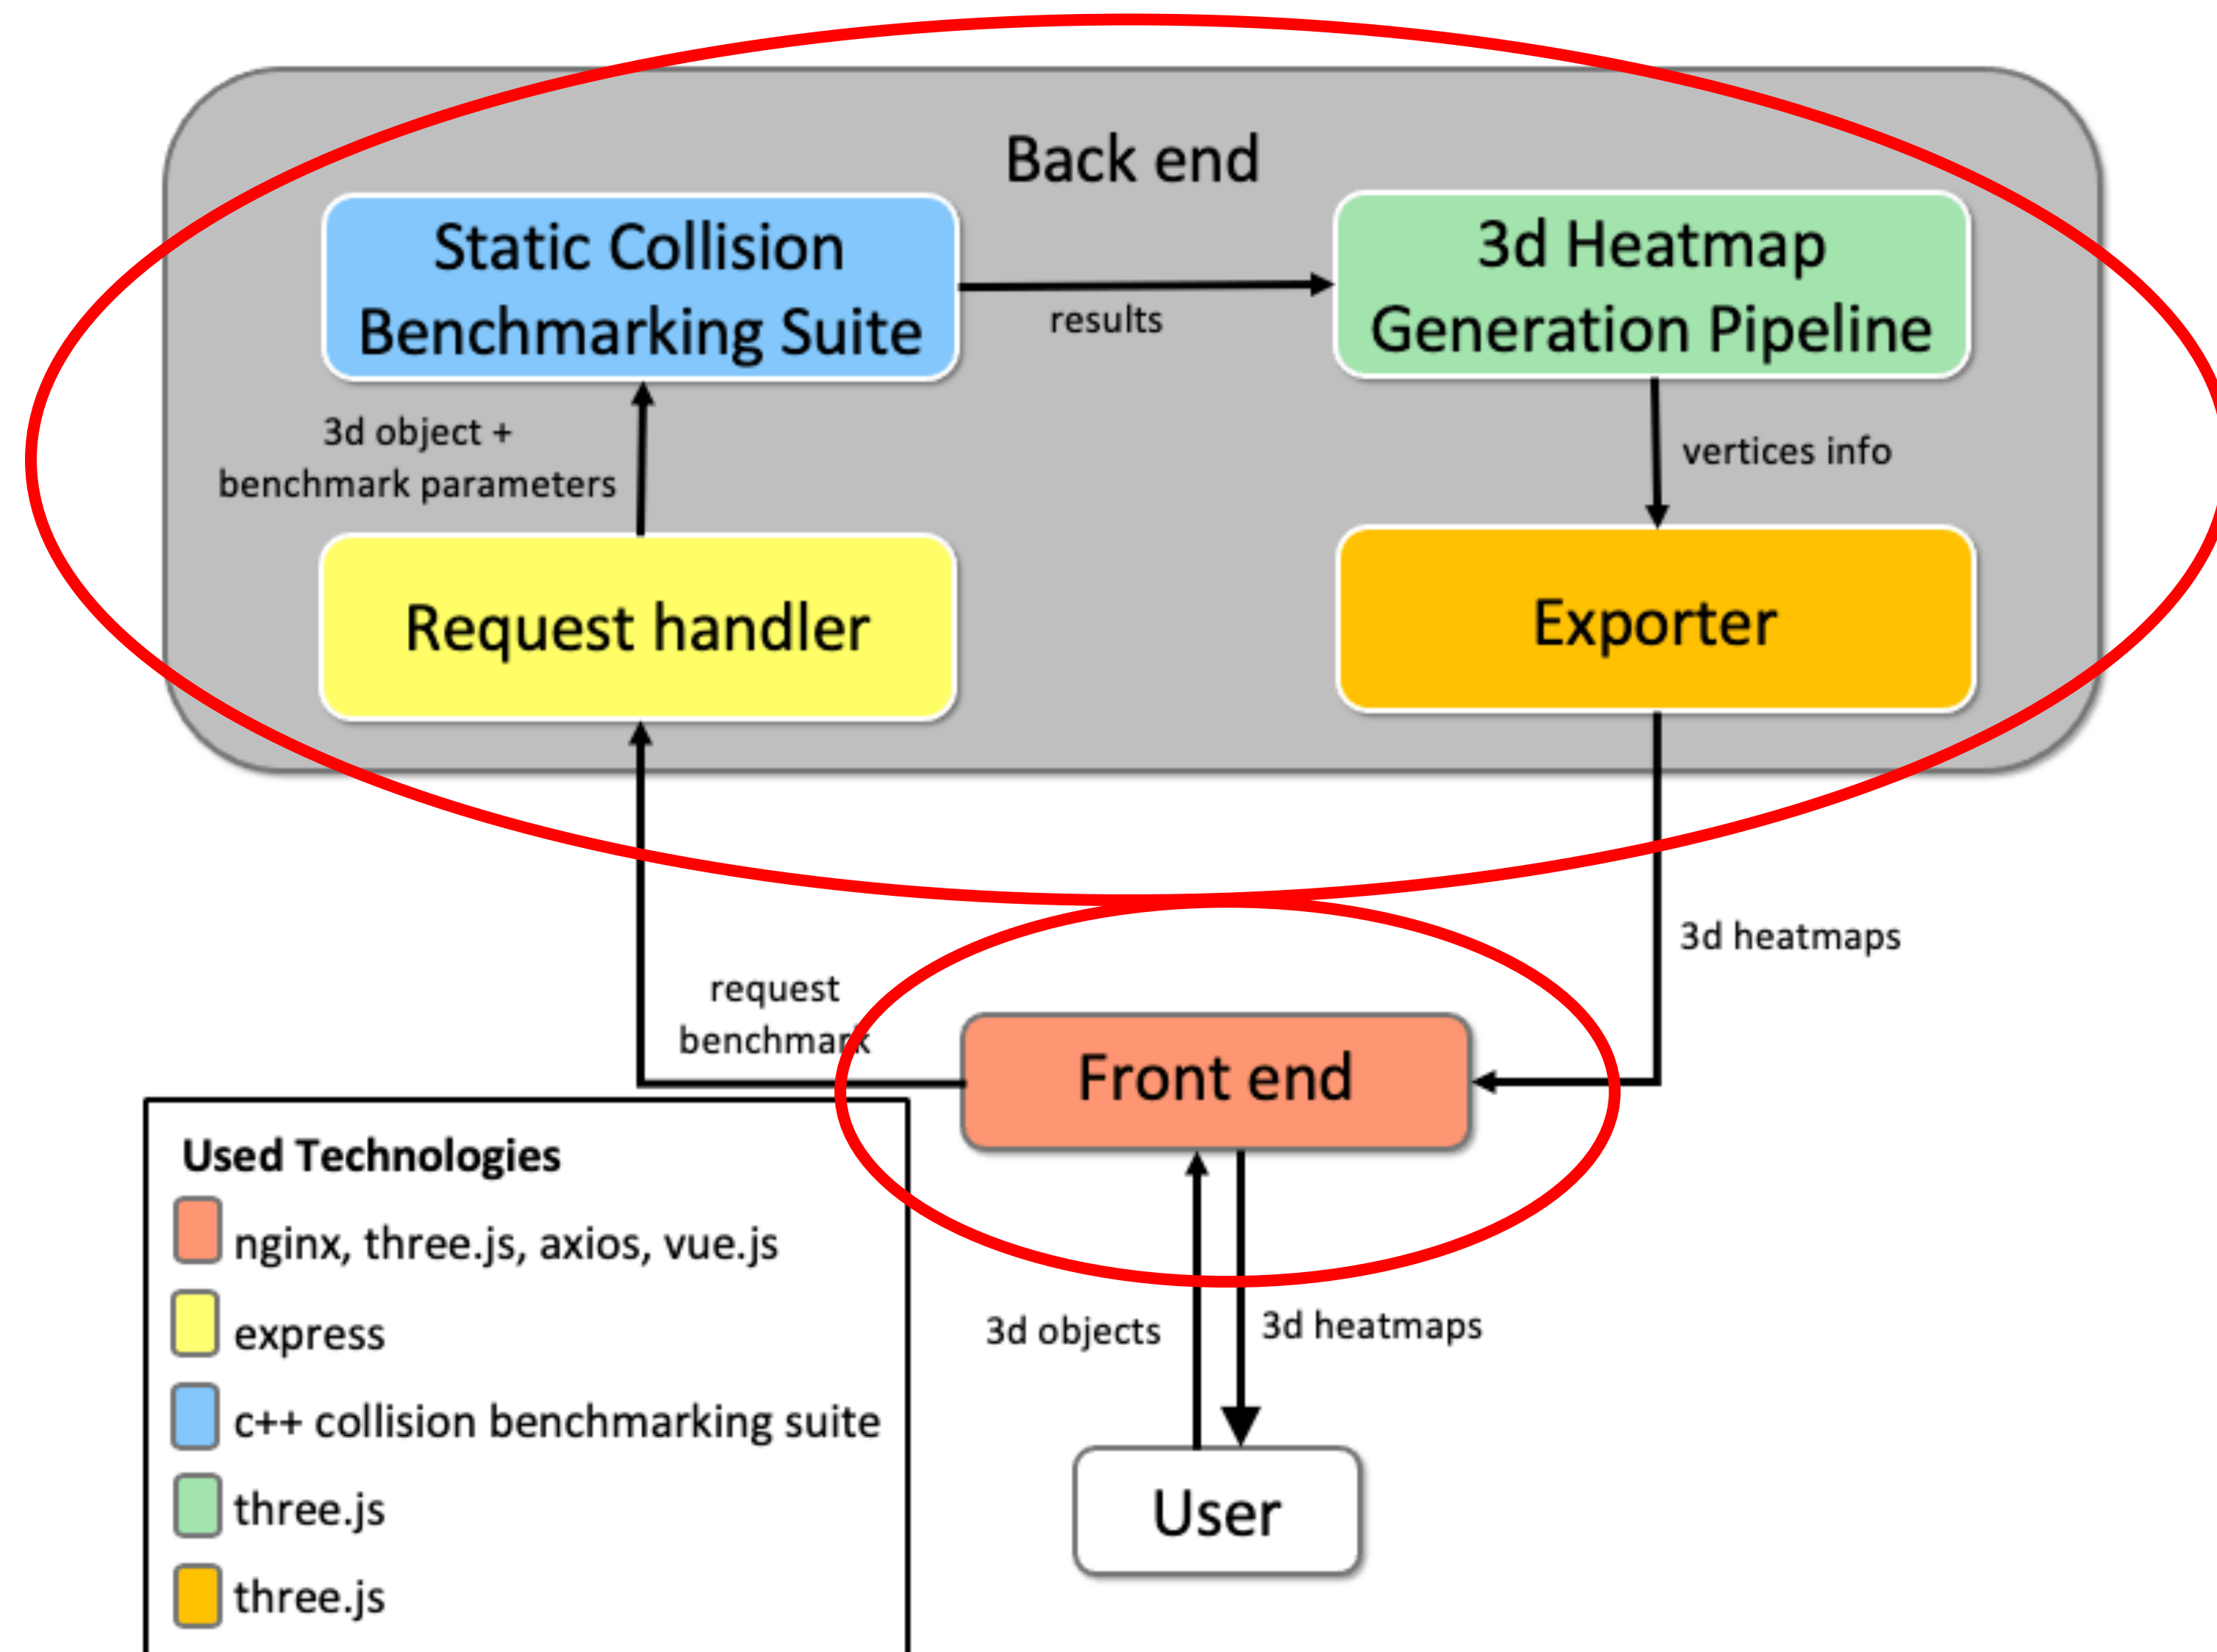 Back end
Static Collision
Benchmarking Suite
results
3d Heatmap
Generation Pipeline
3d object +
benchmark parameters
vertices info
Request handler
Exporter
3d heatmaps
request
benchmark
Front end
Used Technologies
nginx, three.js, axios, vue.js
express
c++ collision benchmarking suite
three.js
three.js
3d objects
3d heatmaps
User